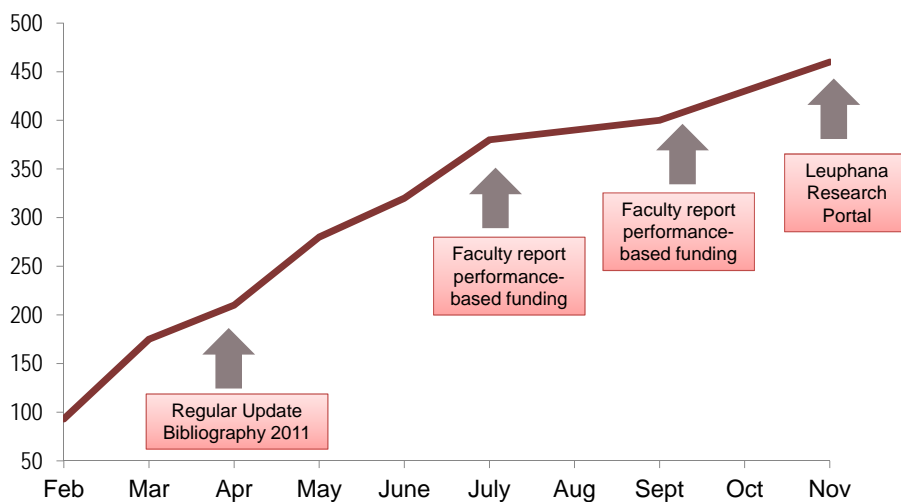 500
450
400
350
300
250
200
150
100
50
Feb Mar Apr May June July Aug Sept Oct Nov
Regular Update
Bibliography 2011
Faculty report
performance-
based funding
Faculty report
performance-
based funding
Leuphana
Research
Portal